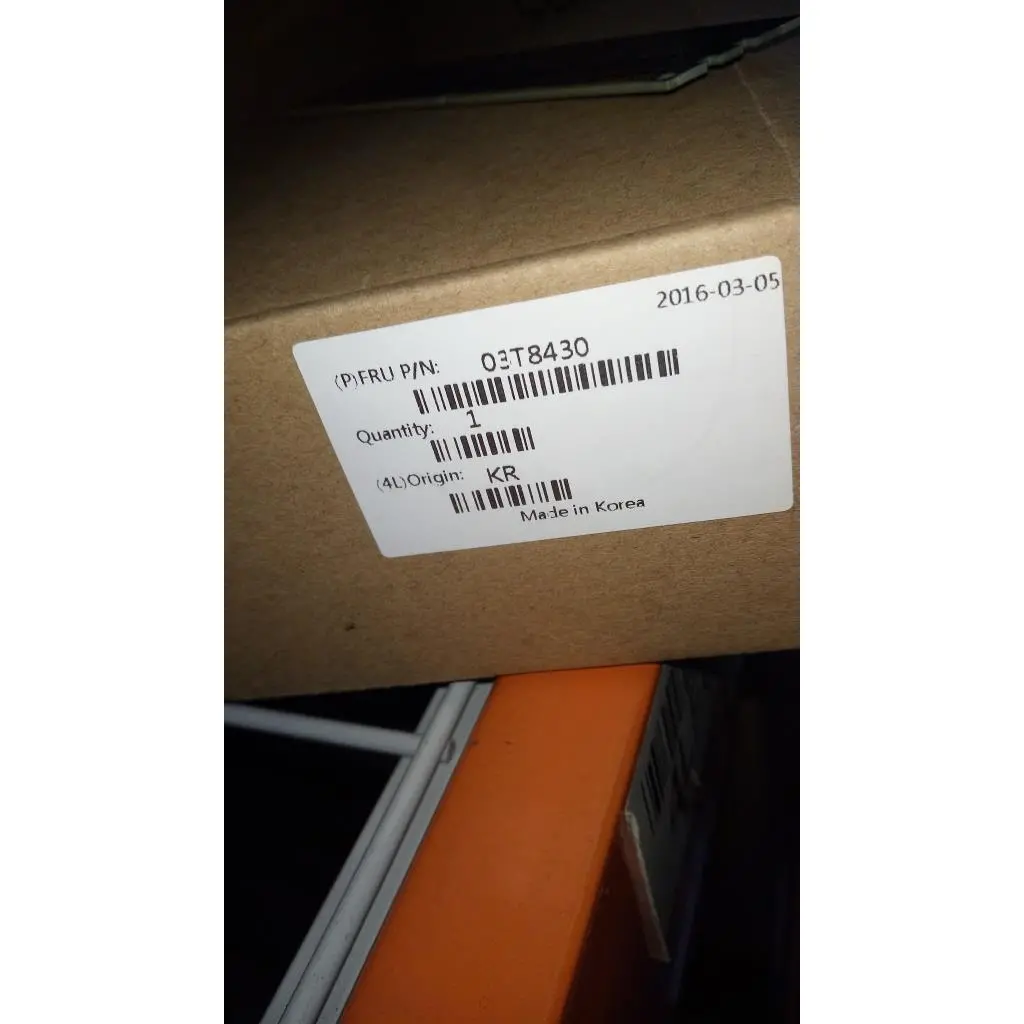 2016-03-05
(P)FRU P/N: 03T8430
Quantity: 1
(4L)Origin: KR
Made in Korea